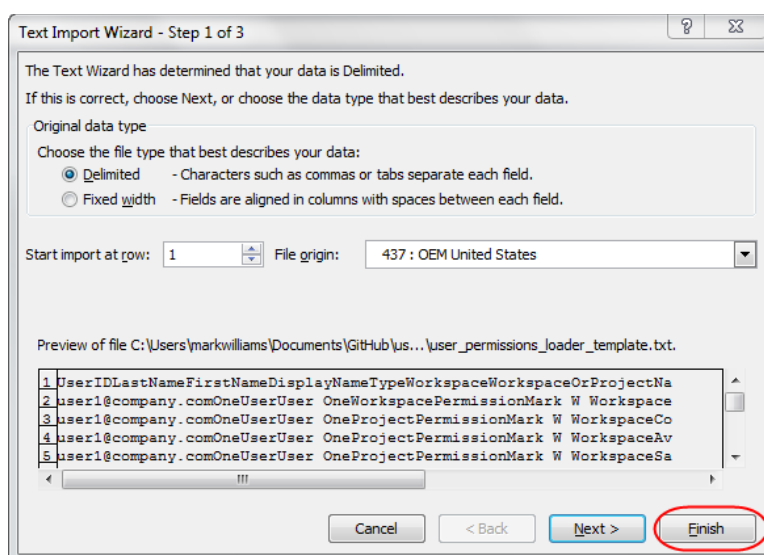 Text Import Wizard - Step 1 of 3
The Text Wizard has determined that your data is Delimited.
If this is correct, choose Next, or choose the data type that best describes your data.
Original data type
Choose the file type that best describes your data:
Delimited - Characters such as commas or tabs separate each field.
Fixed width - Fields are aligned in columns with spaces between each field.
Start import at row: 1 File origin: 437 : OEM United States
Preview of file C:\Users\markwilliams\Documents\GitHub\us...\user_permissions_loader_template.txt.
1 UserIDLastNameFirstNameDisplayNameTypeWorkspaceWorkspaceOrProjectNa
2 user1@company.comOneUserUser OneWorkspacePermissionMark W Workspace
3 user1@company.comOneUserUser OneProjectPermissionMark W WorkspaceCo
4 user1@company.comOneUserUser OneProjectPermissionMark W WorkspaceAv
5 user1@company.comOneUserUser OneProjectPermissionMark W WorkspaceSa
Cancel < Back Next > Finish